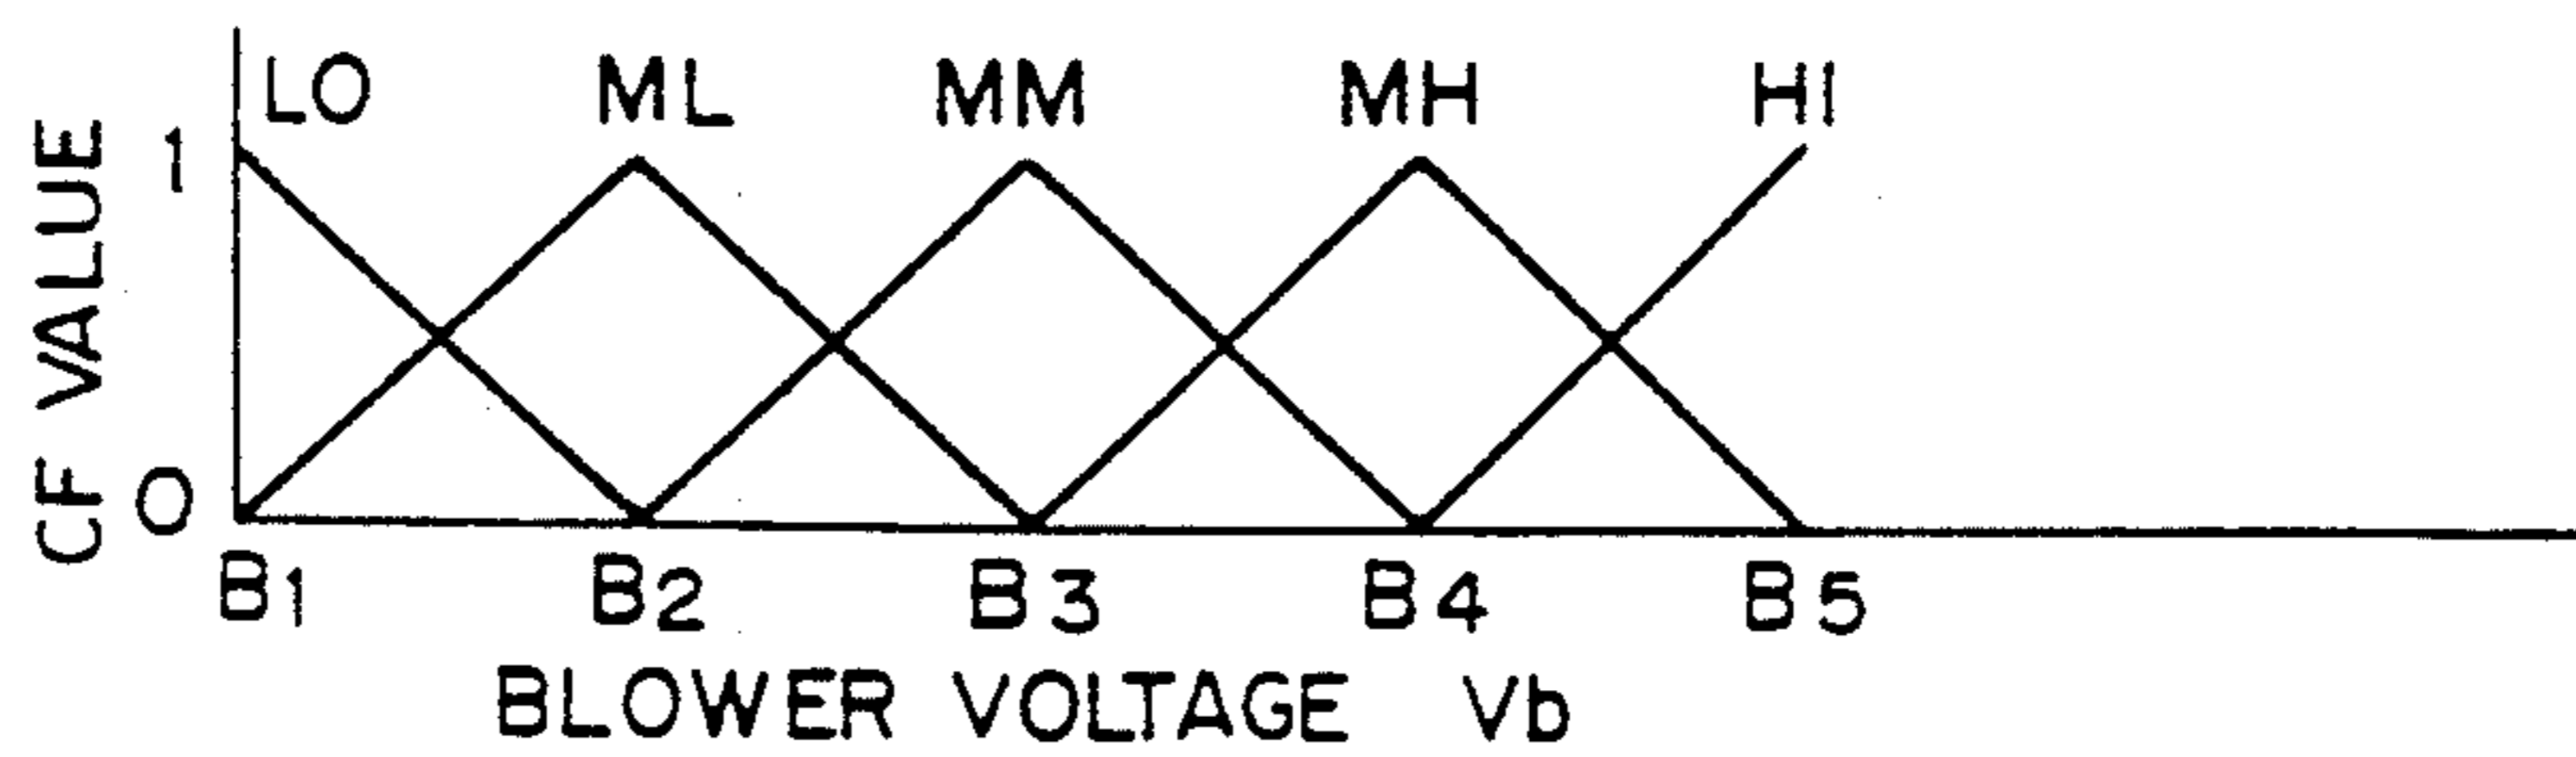 LO ML MM MH HI
1
0
CF VALUE
B1 B2 B3 B4 B5
BLOWER VOLTAGE Vb